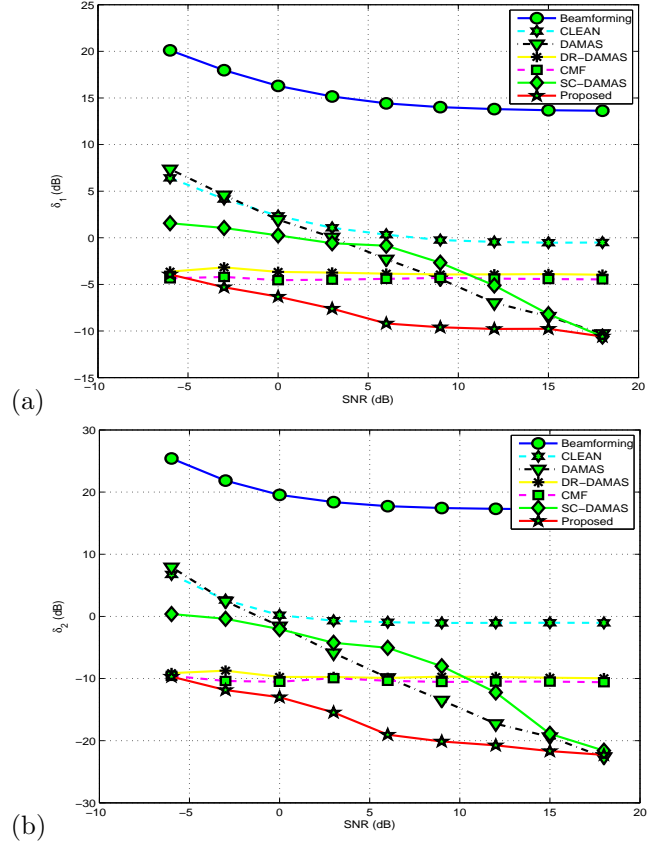 25
20
15
10
5
0
−5
−10
−15
δ1 (dB)
−10 −5 0 5 10 15 20
SNR (dB)
Beamforming
CLEAN
DAMAS
DR−DAMAS
CMF
SC−DAMAS
Proposed
(a)
30
20
10
0
−10
−20
−30
δ2 (dB)
−10 −5 0 5 10 15 20
SNR (dB)
Beamforming
CLEAN
DAMAS
DR−DAMAS
CMF
SC−DAMAS
Proposed
(b)